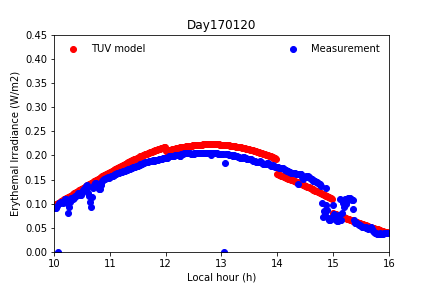 Day170120
TUV model
Measurement
Erythemal Irradiance (W/m2)
0.45
0.40
0.35
0.30
0.25
0.20
0.15
0.10
0.05
0.00
10 11 12 13 14 15 16
Local hour (h)